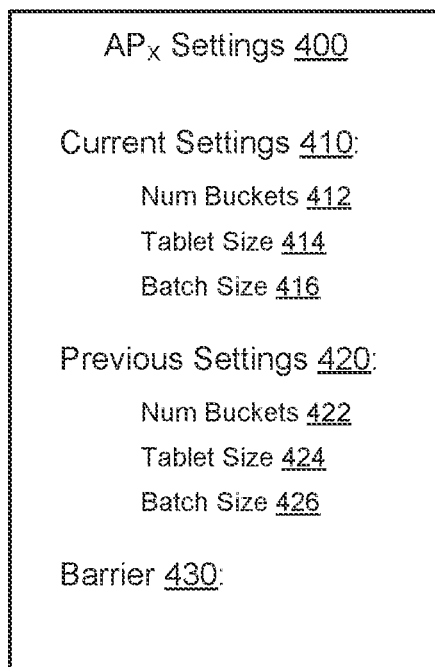 APX Settings 400
Current Settings 410:
Num Buckets 412
Tablet Size 414
Batch Size 416
Previous Settings 420:
Num Buckets 422
Tablet Size 424
Batch Size 426
Barrier 430: